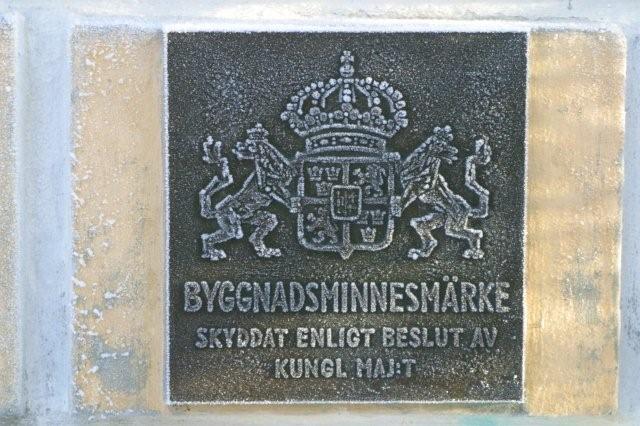 BYGGNADSMINNESMÄRKE
SKYDDAT ENLIGT BESLUT AV
KUNGL MAJ:T